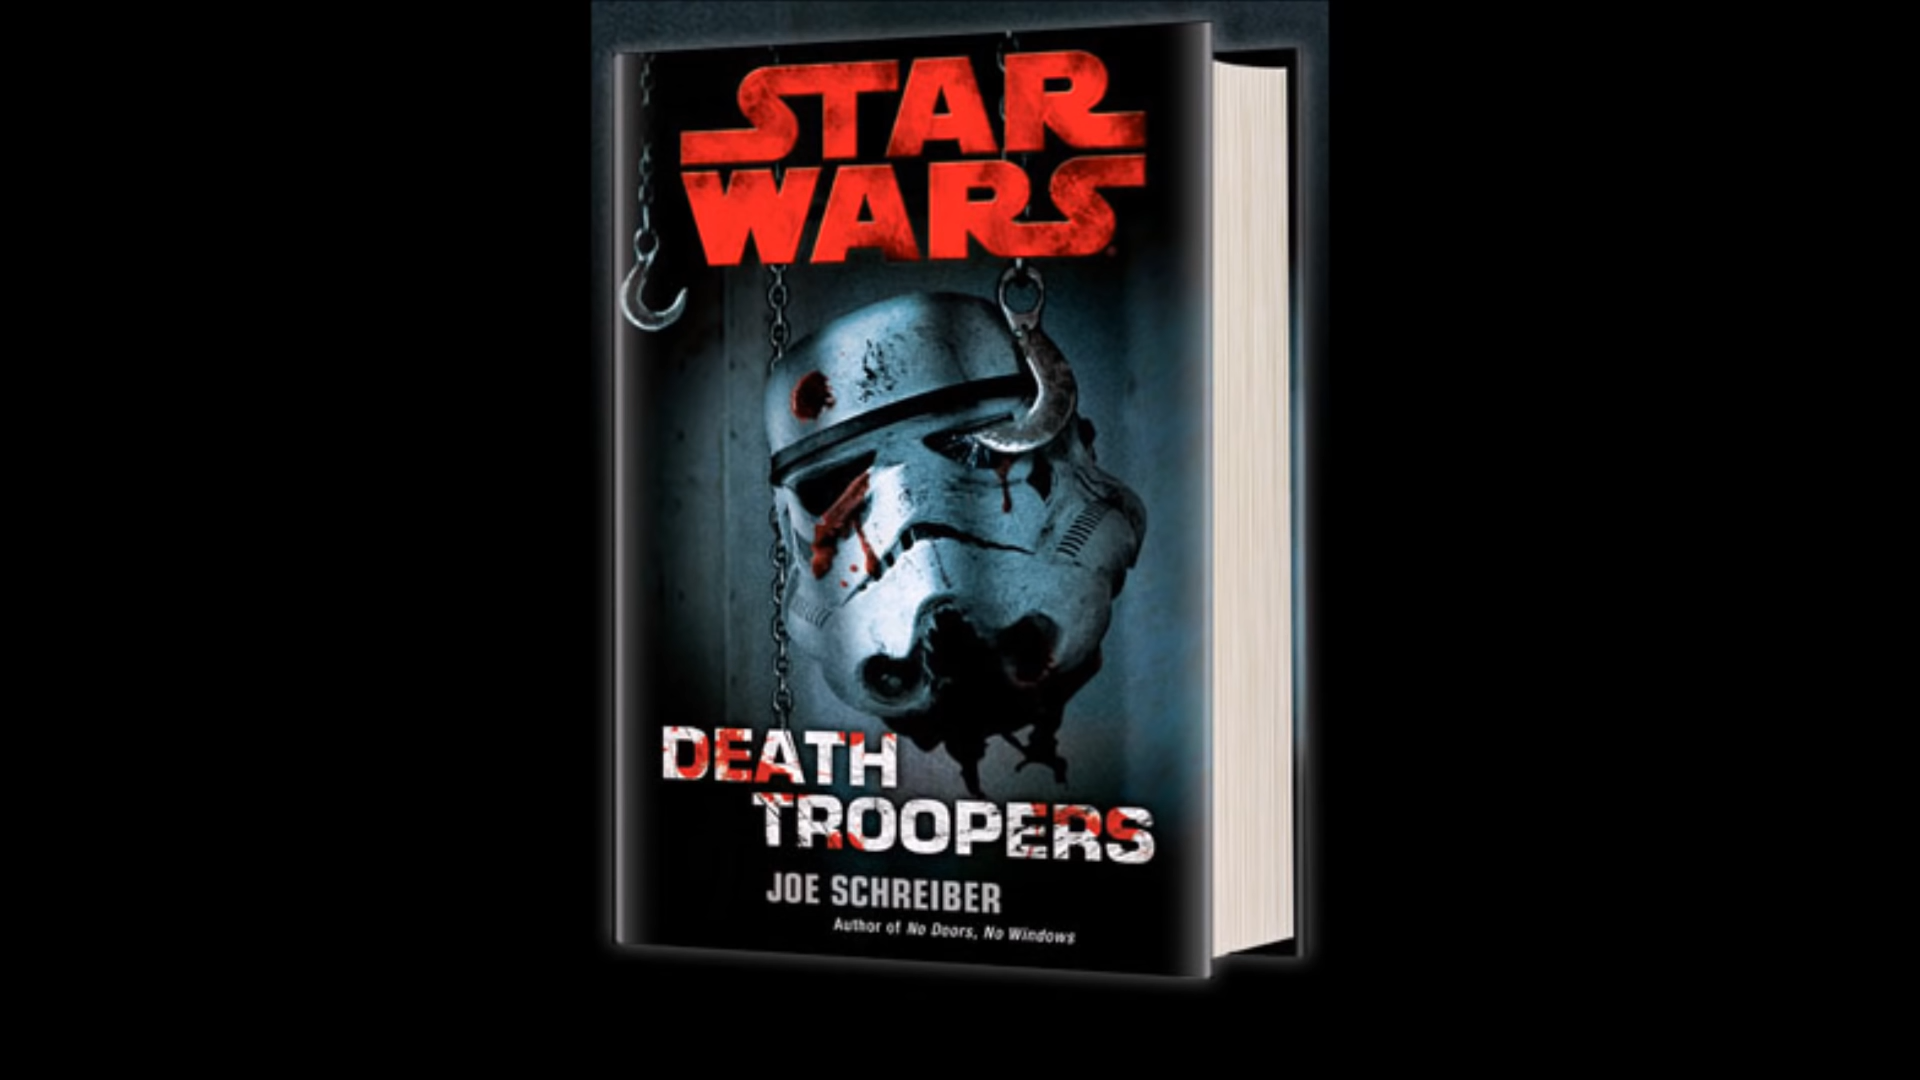 STAR
WARS
DEATH
TROOPERS
JOE SCHREIBER
Author of No Doors, No Windows